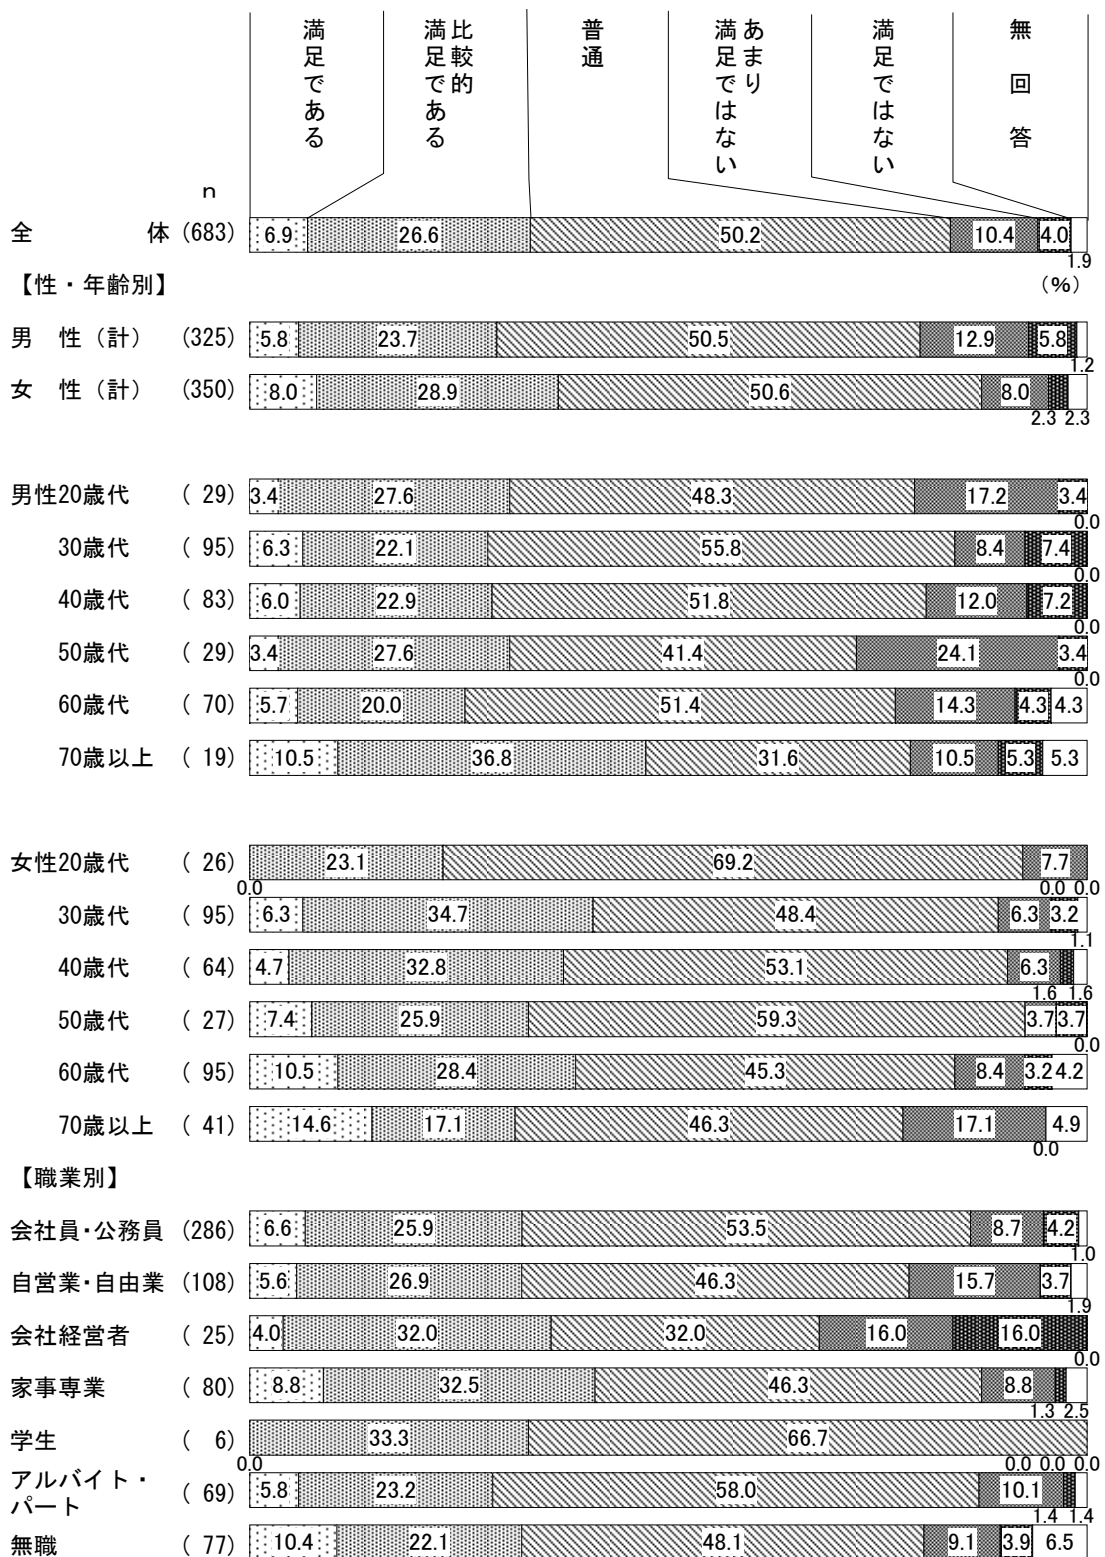 満足である
比較的
満足である
普通
あまり
満足ではない
満足ではない
無回答
n
全体 (683) 6.9 26.6 50.2 10.4 4.0
1.9
【性・年齢別】 (%)
男性(計) (325) 5.8 23.7 50.5 12.9 5.8
1.2
女性(計) (350) 8.0 28.9 50.6 8.0
2.3 2.3
男性20歳代 ( 29) 3.4 27.6 48.3 17.2 3.4
0.0
30歳代 ( 95) 6.3 22.1 55.8 8.4 7.4
0.0
40歳代 ( 83) 6.0 22.9 51.8 12.0 7.2
0.0
50歳代 ( 29) 3.4 27.6 41.4 24.1 3.4
0.0
60歳代 ( 70) 5.7 20.0 51.4 14.3 4.3 4.3
70歳以上 ( 19) 10.5 36.8 31.6 10.5 5.3 5.3
女性20歳代 ( 26) 23.1 69.2 7.7
0.0 0.0 0.0
30歳代 ( 95) 6.3 34.7 48.4 6.3 3.2
1.1
40歳代 ( 64) 4.7 32.8 53.1 6.3
1.6 1.6
50歳代 ( 27) 7.4 25.9 59.3 3.7 3.7
0.0
60歳代 ( 95) 10.5 28.4 45.3 8.4 3.2 4.2
70歳以上 ( 41) 14.6 17.1 46.3 17.1 4.9
0.0
【職業別】
会社員・公務員 (286) 6.6 25.9 53.5 8.7 4.2
1.0
自営業・自由業 (108) 5.6 26.9 46.3 15.7 3.7
1.9
会社経営者 ( 25) 4.0 32.0 32.0 16.0 16.0
0.0
家事専業 ( 80) 8.8 32.5 46.3 8.8
1.3 2.5
学生 ( 6) 33.3 66.7
0.0 0.0 0.0 0.0
アルバイト・
パート ( 69) 5.8 23.2 58.0 10.1
1.4 1.4
無職 ( 77) 10.4 22.1 48.1 9.1 3.9 6.5